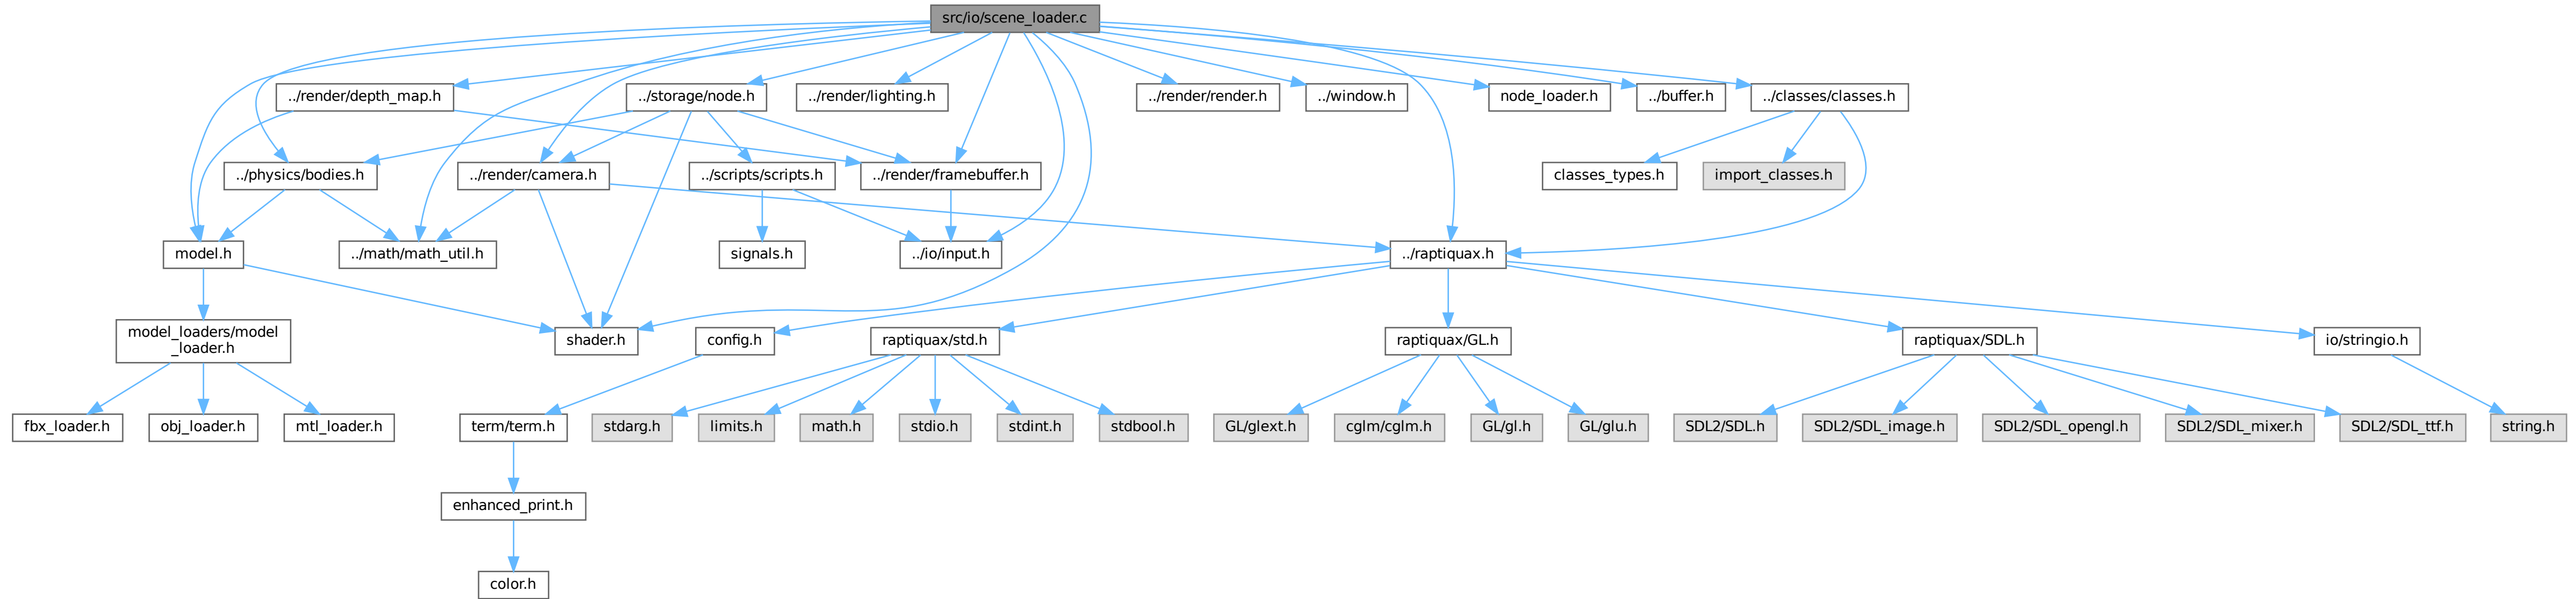 src/io/scene_loader.c
../render/depth_map.h
../storage/node.h
../render/lighting.h
../render/render.h
../window.h
node_loader.h
../buffer.h
../classes/classes.h
../physics/bodies.h
../render/camera.h
../scripts/scripts.h
../render/framebuffer.h
classes_types.h
import_classes.h
model.h
../math/math_util.h
signals.h
../io/input.h
../raptiquax.h
model_loaders/model
_loader.h
shader.h
config.h
raptiquax/std.h
raptiquax/GL.h
raptiquax/SDL.h
io/stringio.h
fbx_loader.h
obj_loader.h
mtl_loader.h
term/term.h
stdarg.h
limits.h
math.h
stdio.h
stdint.h
stdbool.h
GL/glext.h
cglm/cglm.h
GL/gl.h
GL/glu.h
SDL2/SDL.h
SDL2/SDL_image.h
SDL2/SDL_opengl.h
SDL2/SDL_mixer.h
SDL2/SDL_ttf.h
string.h
enhanced_print.h
color.h